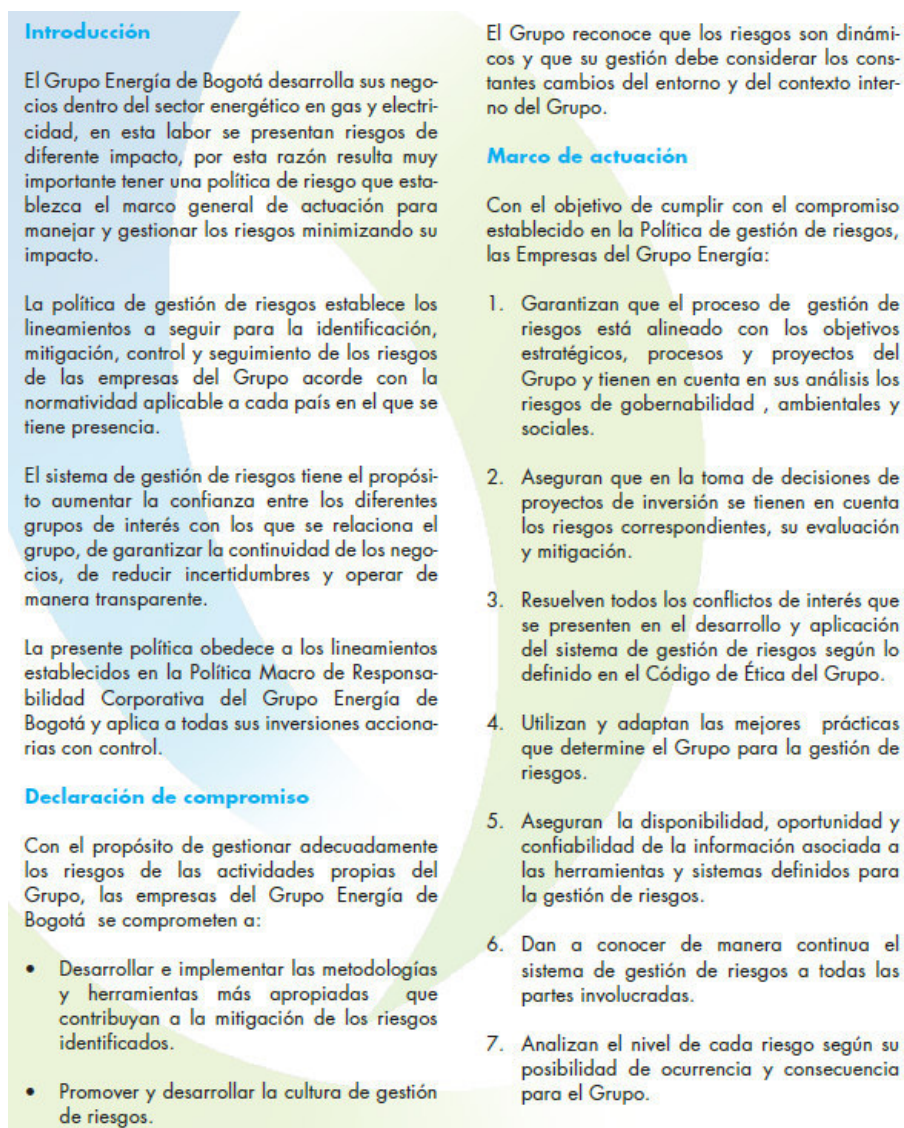 Introducción
El Grupo Energía de Bogotá desarrolla sus nego-
cios dentro del sector energético en gas y electri-
cidad, en esta labor se presentan riesgos de
diferente impacto, por esta razón resulta muy
importante tener una política de riesgo que esta-
blezca el marco general de actuación para
manejar y gestionar los riesgos minimizando su
impacto.
La política de gestión de riesgos establece los
lineamientos a seguir para la identificación,
mitigación, control y seguimiento de los riesgos
de las empresas del Grupo acorde con la
normatividad aplicable a cada país en el que se
tiene presencia.
El sistema de gestión de riesgos tiene el propósi-
to aumentar la confianza entre los diferentes
grupos de interés con los que se relaciona el
grupo, de garantizar la continuidad de los nego-
cios, de reducir incertidumbres y operar de
manera transparente.
La presente política obedece a los lineamientos
establecidos en la Política Macro de Responsa-
bilidad Corporativa del Grupo Energía de
Bogotá y aplica a todas sus inversiones acciona-
rias con control.
Declaración de compromiso
Con el propósito de gestionar adecuadamente
los riesgos de las actividades propias del
Grupo, las empresas del Grupo Energía de
Bogotá se comprometen a:
• Desarrollar e implementar las metodologías
y herramientas más apropiadas que
contribuyan a la mitigación de los riesgos
identificados.
• Promover y desarrollar la cultura de gestión
de riesgos.
El Grupo reconoce que los riesgos son dinámi-
cos y que su gestión debe considerar los cons-
tantes cambios del entorno y del contexto inter-
no del Grupo.
Marco de actuación
Con el objetivo de cumplir con el compromiso
establecido en la Política de gestión de riesgos,
las Empresas del Grupo Energía:
1. Garantizan que el proceso de gestión de
riesgos está alineado con los objetivos
estratégicos, procesos y proyectos del
Grupo y tienen en cuenta en sus análisis los
riesgos de gobernabilidad , ambientales y
sociales.
2. Aseguran que en la toma de decisiones de
proyectos de inversión se tienen en cuenta
los riesgos correspondientes, su evaluación
y mitigación.
3. Resuelven todos los conflictos de interés que
se presenten en el desarrollo y aplicación
del sistema de gestión de riesgos según lo
definido en el Código de Ética del Grupo.
4. Utilizan y adaptan las mejores prácticas
que determine el Grupo para la gestión de
riesgos.
5. Aseguran la disponibilidad, oportunidad y
confiabilidad de la información asociada a
las herramientas y sistemas definidos para
la gestión de riesgos.
6. Dan a conocer de manera continua el
sistema de gestión de riesgos a todas las
partes involucradas.
7. Analizan el nivel de cada riesgo según su
posibilidad de ocurrencia y consecuencia
para el Grupo.